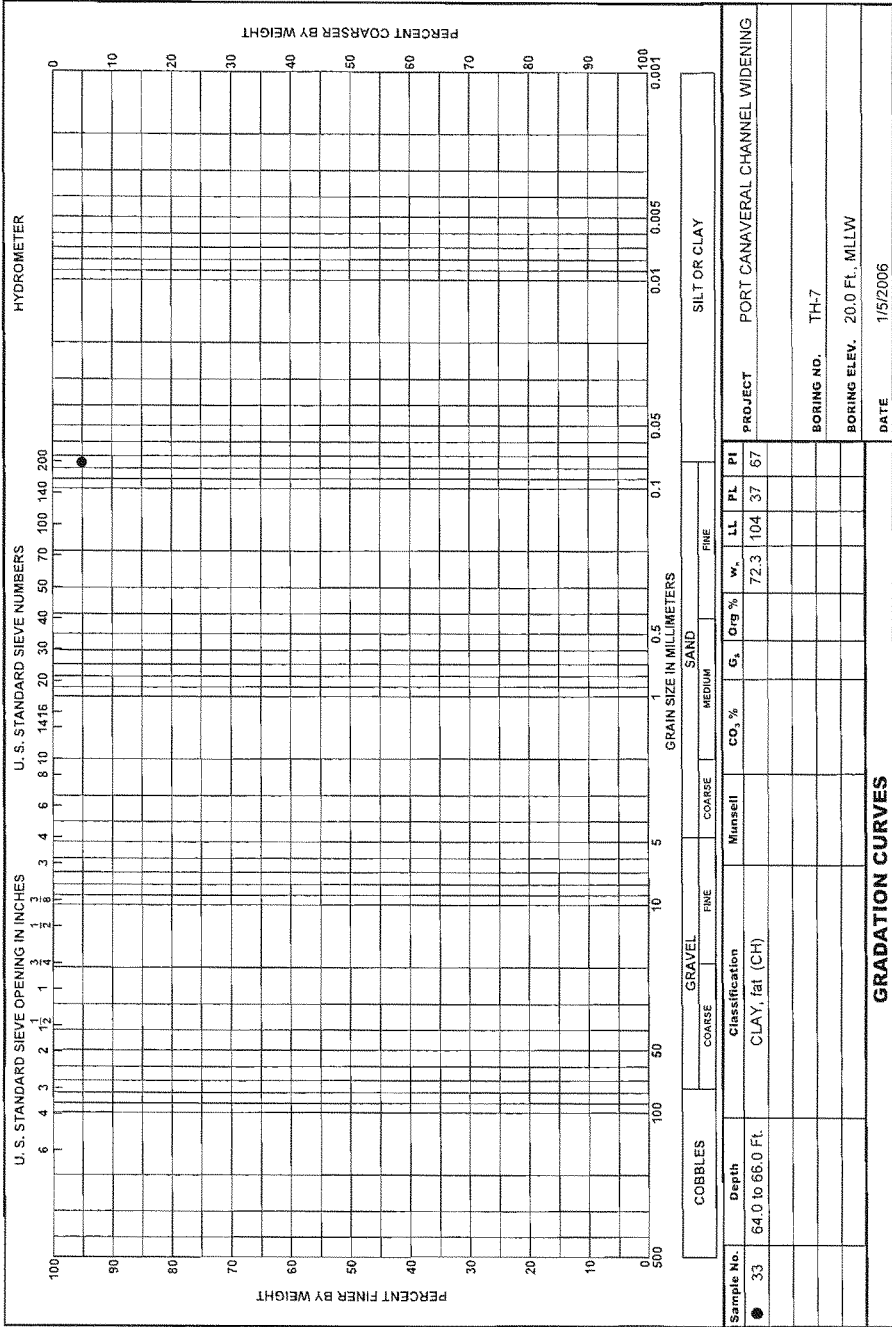 U. S. STANDARD SIEVE OPENING IN INCHES U. S. STANDARD SIEVE NUMBERS HYDROMETER
6 4 3 2 1 1/2 1 3/4 1/2 3/8 3 4 6 8 10 14 16 20 30 40 50 70 100 140 200
100
90
80
70
60
50
40
30
20
10
0
PERCENT FINER BY WEIGHT
0
10
20
30
40
50
60
70
80
90
100
PERCENT COARSER BY WEIGHT
500 100 50 10 5 1 0.5 0.1 0.05 0.01 0.005 0.001
GRAIN SIZE IN MILLIMETERS
COBBLES GRAVEL SAND SILT OR CLAY
COARSE FINE COARSE MEDIUM FINE
Sample No. Depth Classification Munsell CO₃ % Gₛ Org % wₙ LL PL PI
● 33 64.0 to 66.0 Ft. CLAY, fat (CH) 72.3 104 37 67
PROJECT PORT CANAVERAL CHANNEL WIDENING
BORING NO. TH-7
BORING ELEV. 20.0 Ft., MLLW
DATE 1/5/2006
GRADATION CURVES